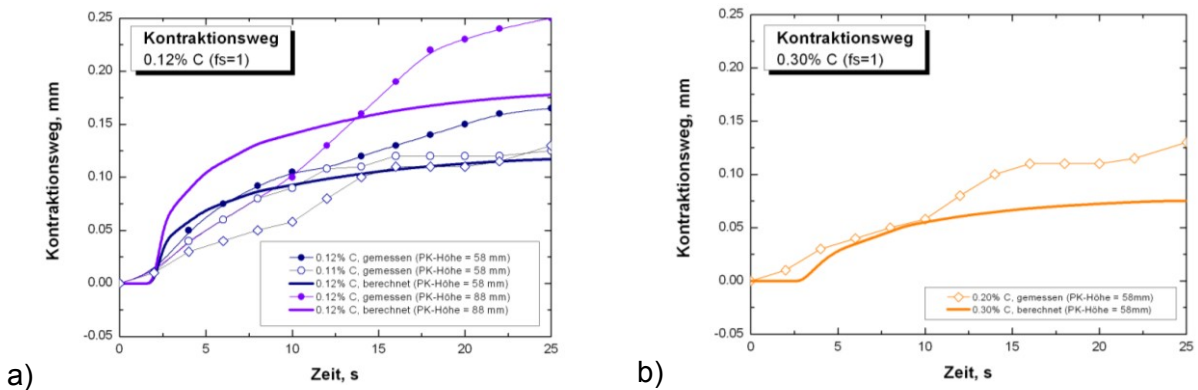 Kontraktionsweg
0.12% C (fs=1)
Kontraktionsweg, mm
0.25
0.20
0.15
0.10
0.05
0.00
-0.05
0.12% C, gemessen (PK-Höhe = 58 mm)
0.11% C, gemessen (PK-Höhe = 58 mm)
0.12% C, berechnet (PK-Höhe = 58 mm)
0.12% C, gemessen (PK-Höhe = 88 mm)
0.12% C, berechnet (PK-Höhe = 88 mm)
0 5 10 15 20 25
Zeit, s
a)
Kontraktionsweg
0.30% C (fs=1)
Kontraktionsweg, mm
0.25
0.20
0.15
0.10
0.05
0.00
-0.05
0.20% C, gemessen (PK-Höhe = 58mm)
0.30% C, berechnet (PK-Höhe = 58mm)
0 5 10 15 20 25
Zeit, s
b)